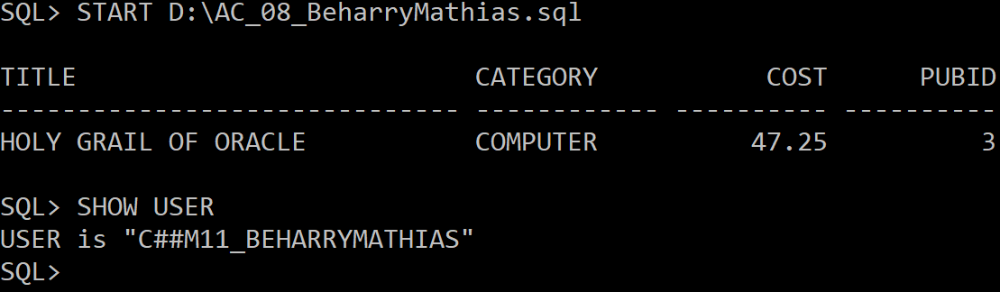 SQL> START D:\AC_08_BeharryMathias.sql
TITLE                          CATEGORY           COST      PUBID
------------------------------ ------------ ---------- ----------
HOLY GRAIL OF ORACLE           COMPUTER          47.25          3
SQL> SHOW USER
USER is "C##M11_BEHARRYMATHIAS"
SQL>